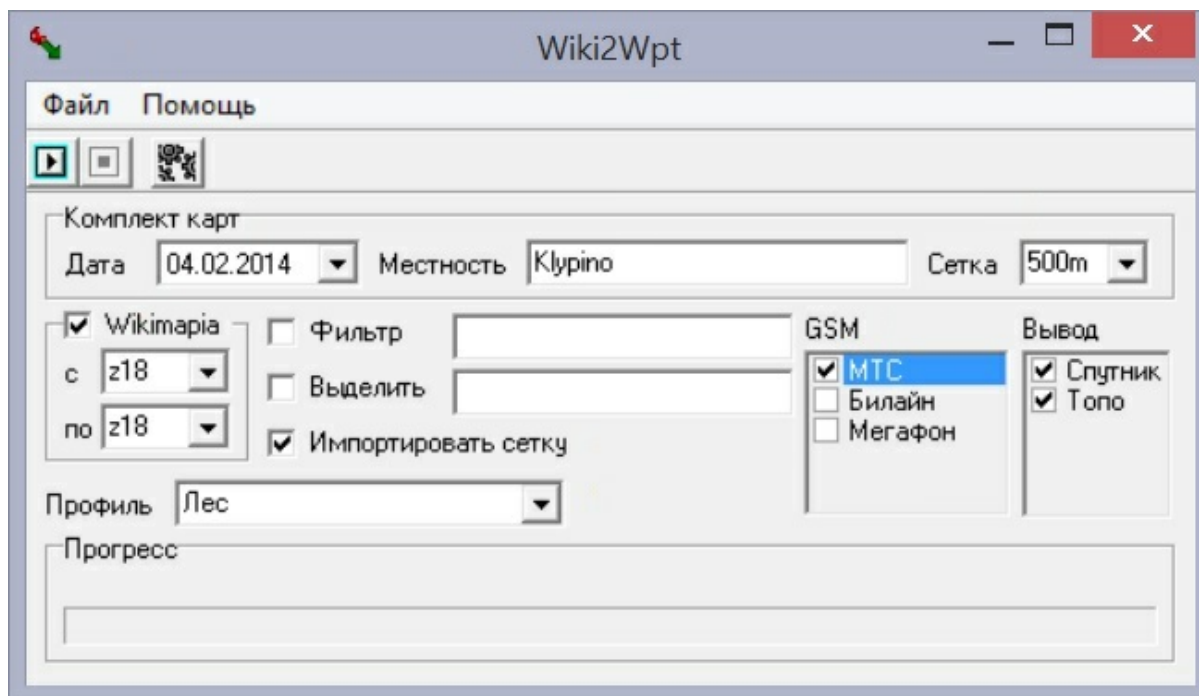 Wiki2Wpt
Файл Помощь
Комплект карт
Дата 04.02.2014 Местность Klypino Сетка 500m
Wikimapia Фильтр GSM Вывод
с z18 МТС Спутник
Выделить Билайн Топо
по z18 Импортировать сетку Мегафон
Профиль Лес
Прогресс